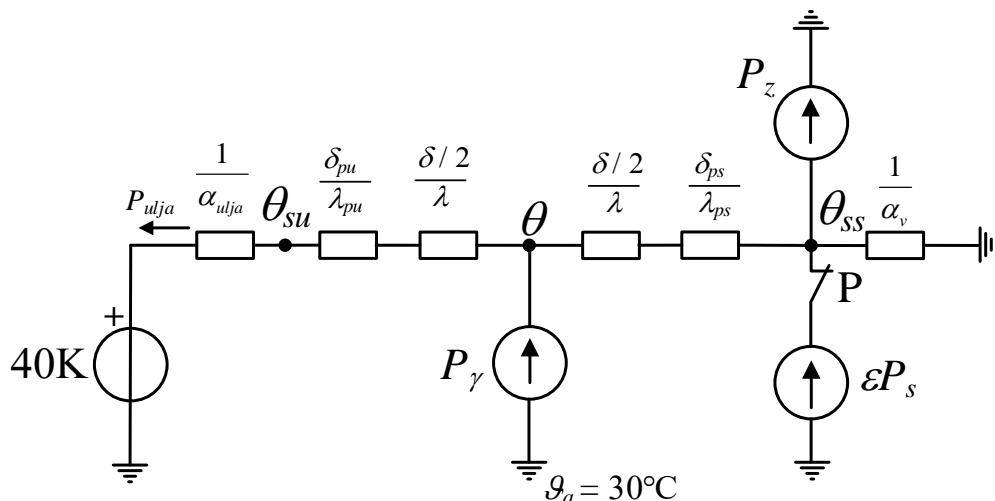 P_z
P_ulja
1/α_ulja
θ_su
δ_pu/λ_pu
δ/2/λ
θ
δ/2/λ
δ_ps/λ_ps
θ_ss
1/α_v
+
40K
P_γ
P
εP_s
ϑ_a = 30°C